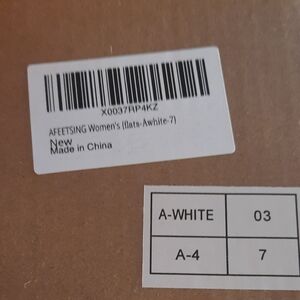 X0037RP4KZ
AFEETSING Women's (flats-Awhite-7)
New
Made in China
A-WHITE 03
A-4 7